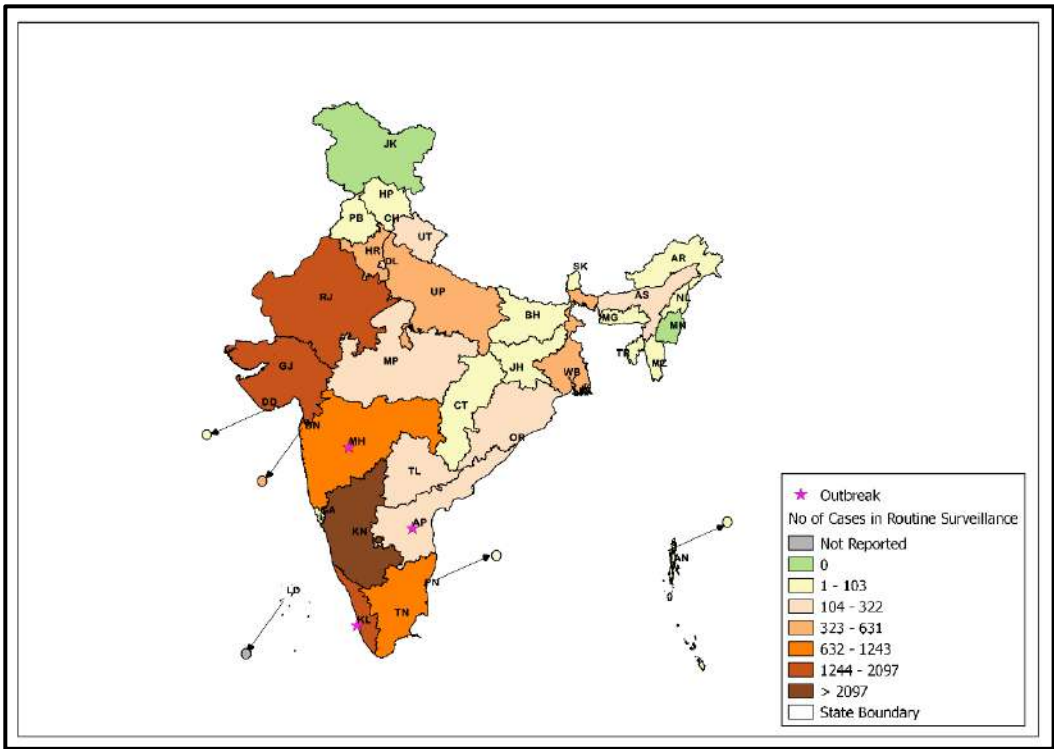 JK
HP
PB
CH
UT
HR
DL
SK
AR
RJ
UP
AS
NL
BH
MG
MN
GJ
MP
JH
TR
MZ
WB
DD
CT
DN
MH
OR
TL
GA
KN
AP
AN
PN
LD
KL
TN
Outbreak
No of Cases in Routine Surveillance
Not Reported
0
1 - 103
104 - 322
323 - 631
632 - 1243
1244 - 2097
> 2097
State Boundary